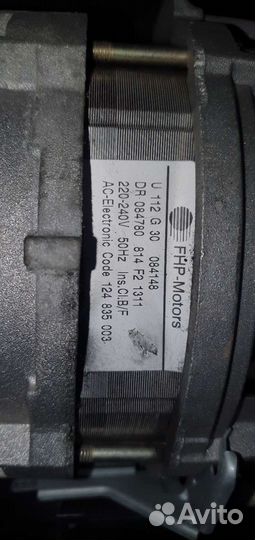 FHP-Motors
U 112 G 30 084148
DR 084780 814 F2 1311
220-240V 50Hz Ins.Cl.B/F
AC-Electronic Code 124 835 003
Avito